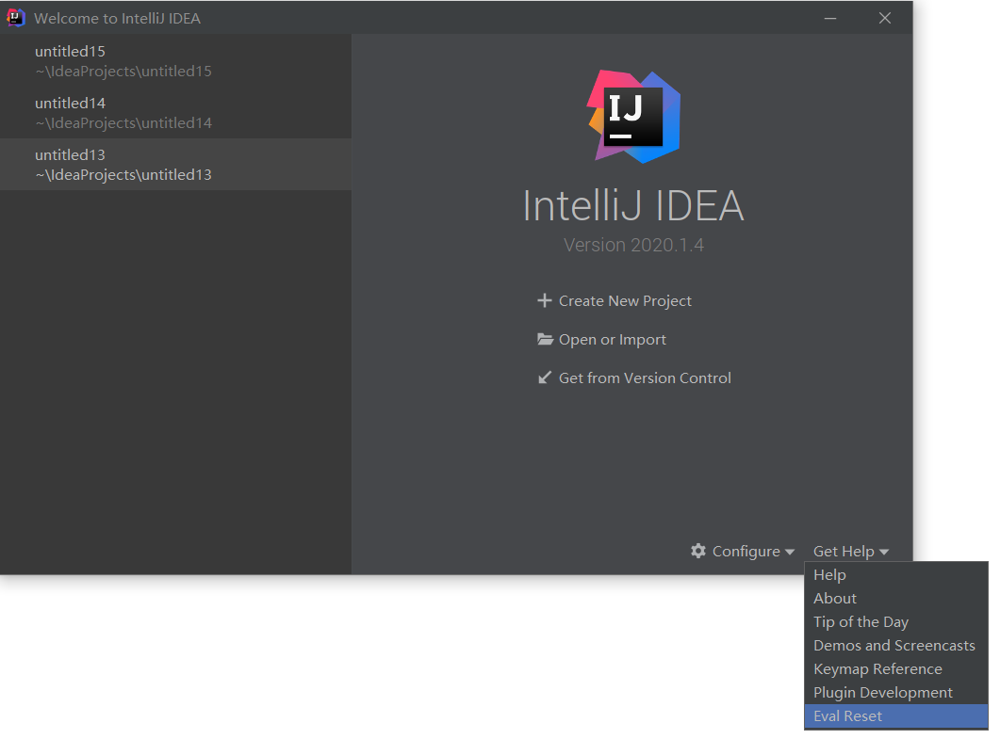 Welcome to IntelliJ IDEA
untitled15
~\IdeaProjects\untitled15
untitled14
~\IdeaProjects\untitled14
untitled13
~\IdeaProjects\untitled13
IJ
IntelliJ IDEA
Version 2020.1.4
Create New Project
Open or Import
Get from Version Control
Configure
Get Help
Help
About
Tip of the Day
Demos and Screencasts
Keymap Reference
Plugin Development
Eval Reset